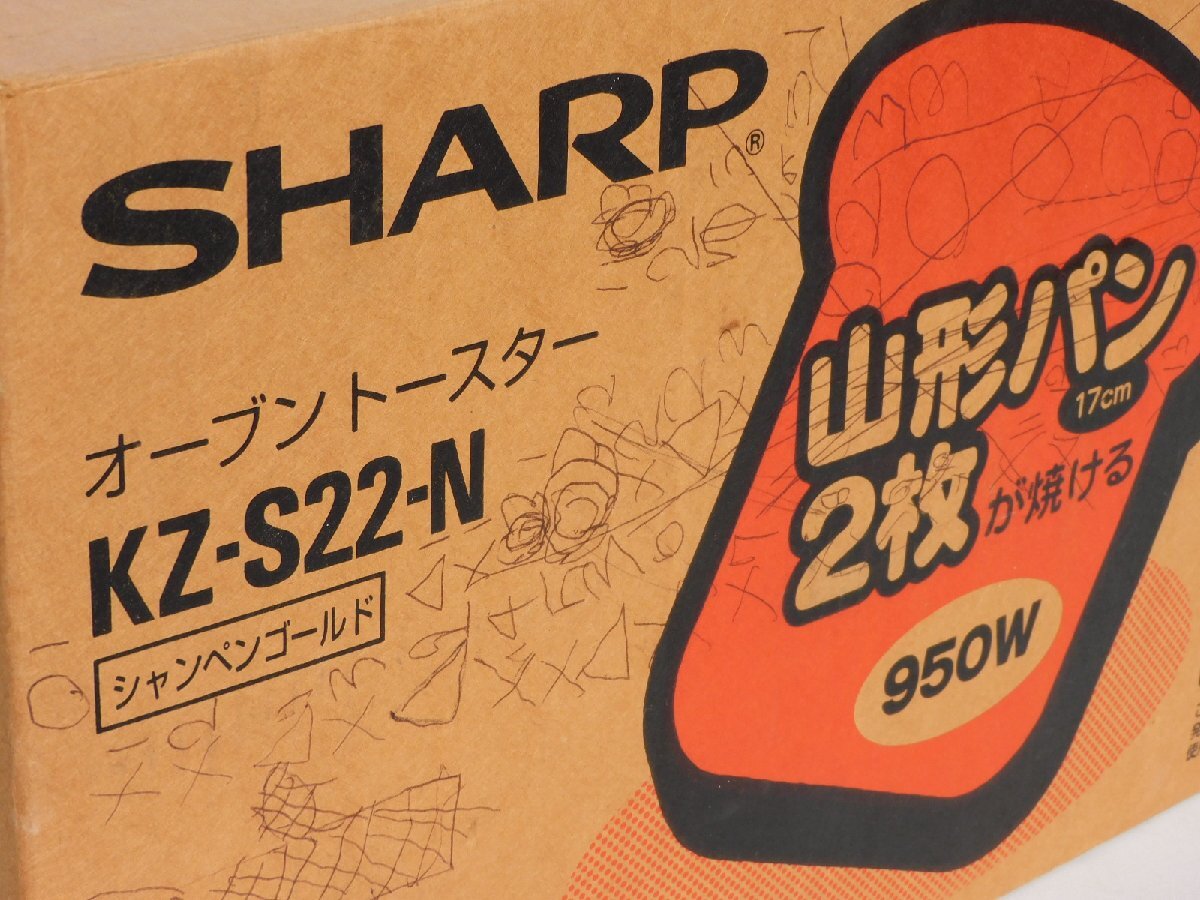 SHARP®
オーブントースター
KZ-S22-N
シャンペンゴールド
山形パン
17cm
2枚が焼ける
950W